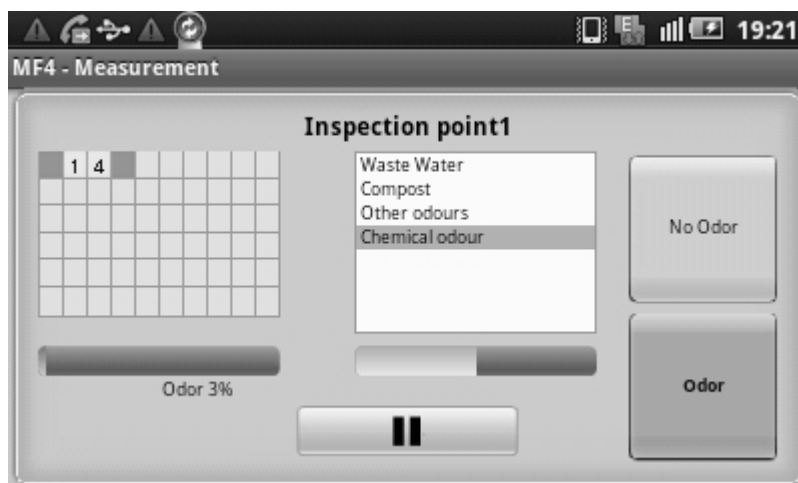 19:21
MF4 - Measurement
Inspection point1
1 4
Waste Water
Compost
Other odours
Chemical odour
No Odor
Odor 3%
Odor